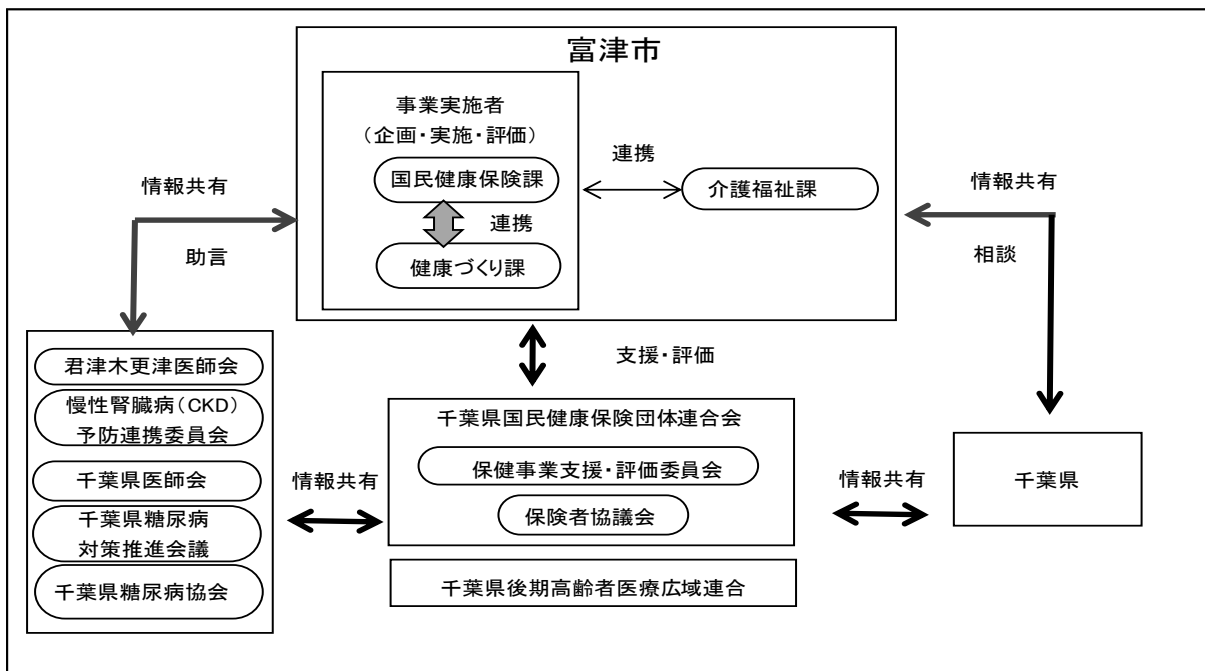 富津市
事業実施者
（企画・実施・評価）
国民健康保険課
連携
健康づくり課
連携
介護福祉課
情報共有
助言
情報共有
相談
支援・評価
君津木更津医師会
慢性腎臓病（CKD）
予防連携委員会
千葉県医師会
千葉県糖尿病
対策推進会議
千葉県糖尿病協会
情報共有
千葉県国民健康保険団体連合会
保健事業支援・評価委員会
保険者協議会
千葉県後期高齢者医療広域連合
情報共有
千葉県